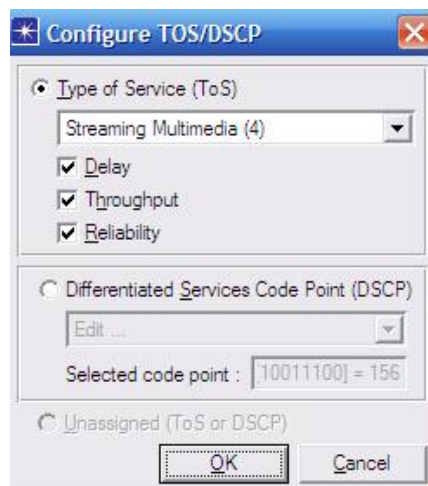 Configure TOS/DSCP
Type of Service (ToS)
Streaming Multimedia (4)
Delay
Throughput
Reliability
Differentiated Services Code Point (DSCP)
Edit ...
Selected code point : [10011100] = 156
Unassigned (ToS or DSCP)
OK
Cancel